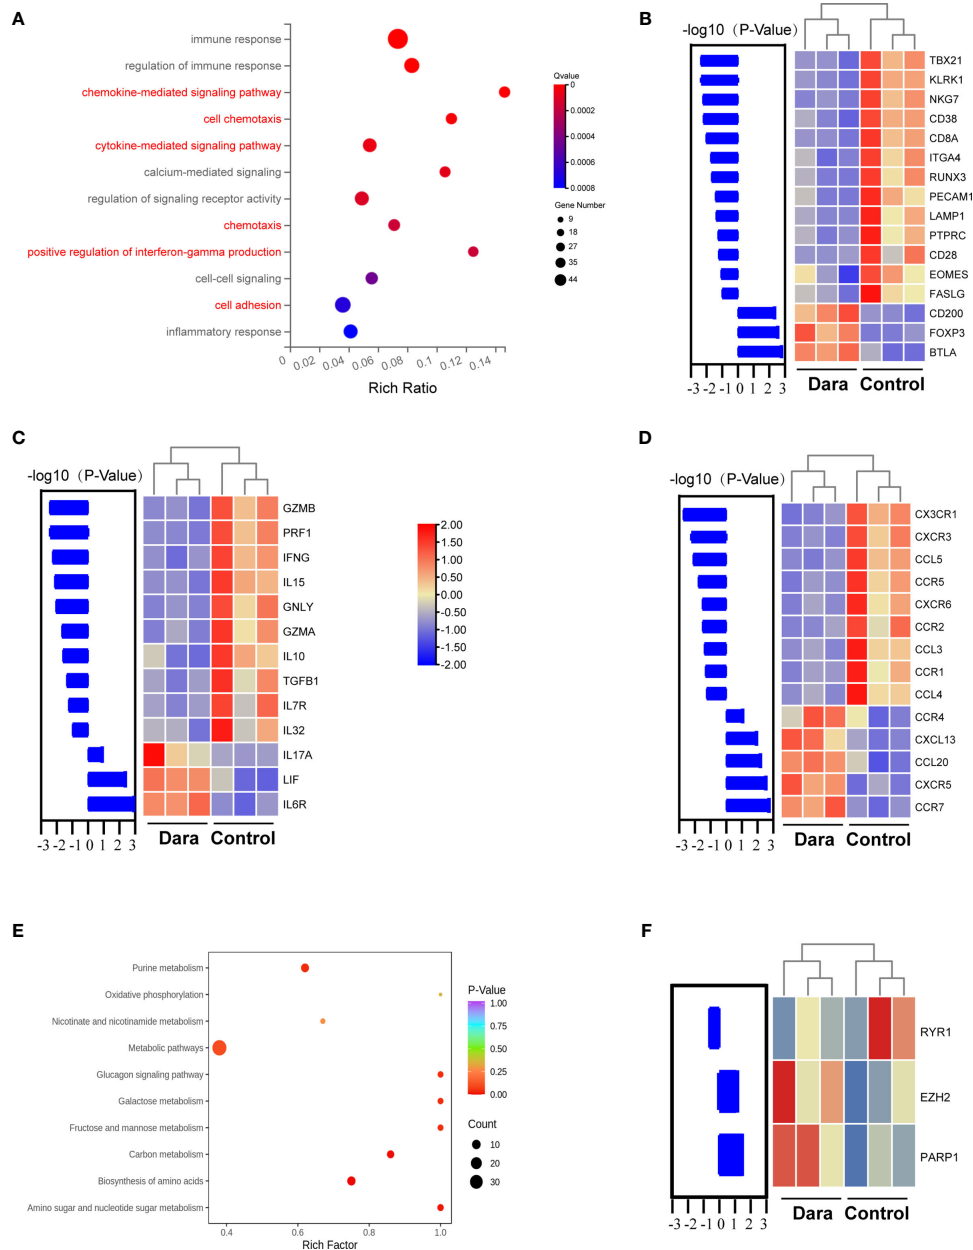 A
immune response
regulation of immune response
chemokine-mediated signaling pathway
cell chemotaxis
cytokine-mediated signaling pathway
calcium-mediated signaling
regulation of signaling receptor activity
chemotaxis
positive regulation of interferon-gamma production
cell-cell signaling
cell adhesion
inflammatory response
0 0.02 0.04 0.06 0.08 0.1 0.12 0.14
Rich Ratio
Qvalue
0
0.0002
0.0004
0.0006
0.0008
Gene Number
9
18
27
35
44
B
-log10（P-Value）
TBX21
KLRK1
NKG7
CD38
CD8A
ITGA4
RUNX3
PECAM1
LAMP1
PTPRC
CD28
EOMES
FASLG
CD200
FOXP3
BTLA
-3 -2 -1 0 1 2 3
Dara Control
C
-log10（P-Value）
GZMB
PRF1
IFNG
IL15
GNLY
GZMA
IL10
TGFB1
IL7R
IL32
IL17A
LIF
IL6R
-3 -2 -1 0 1 2 3
Dara Control
2.00
1.50
1.00
0.50
0.00
-0.50
-1.00
-1.50
-2.00
D
-log10（P-Value）
CX3CR1
CXCR3
CCL5
CCR5
CXCR6
CCR2
CCL3
CCR1
CCL4
CCR4
CXCL13
CCL20
CXCR5
CCR7
-3 -2 -1 0 1 2 3
Dara Control
E
Purine metabolism
Oxidative phosphorylation
Nicotinate and nicotinamide metabolism
Metabolic pathways
Glucagon signaling pathway
Galactose metabolism
Fructose and mannose metabolism
Carbon metabolism
Biosynthesis of amino acids
Amino sugar and nucleotide sugar metabolism
0.4 0.6 0.8 1.0
Rich Factor
P-Value
1.00
0.75
0.50
0.25
0.00
Count
10
20
30
F
RYR1
EZH2
PARP1
-3 -2 -1 0 1 2 3
Dara Control